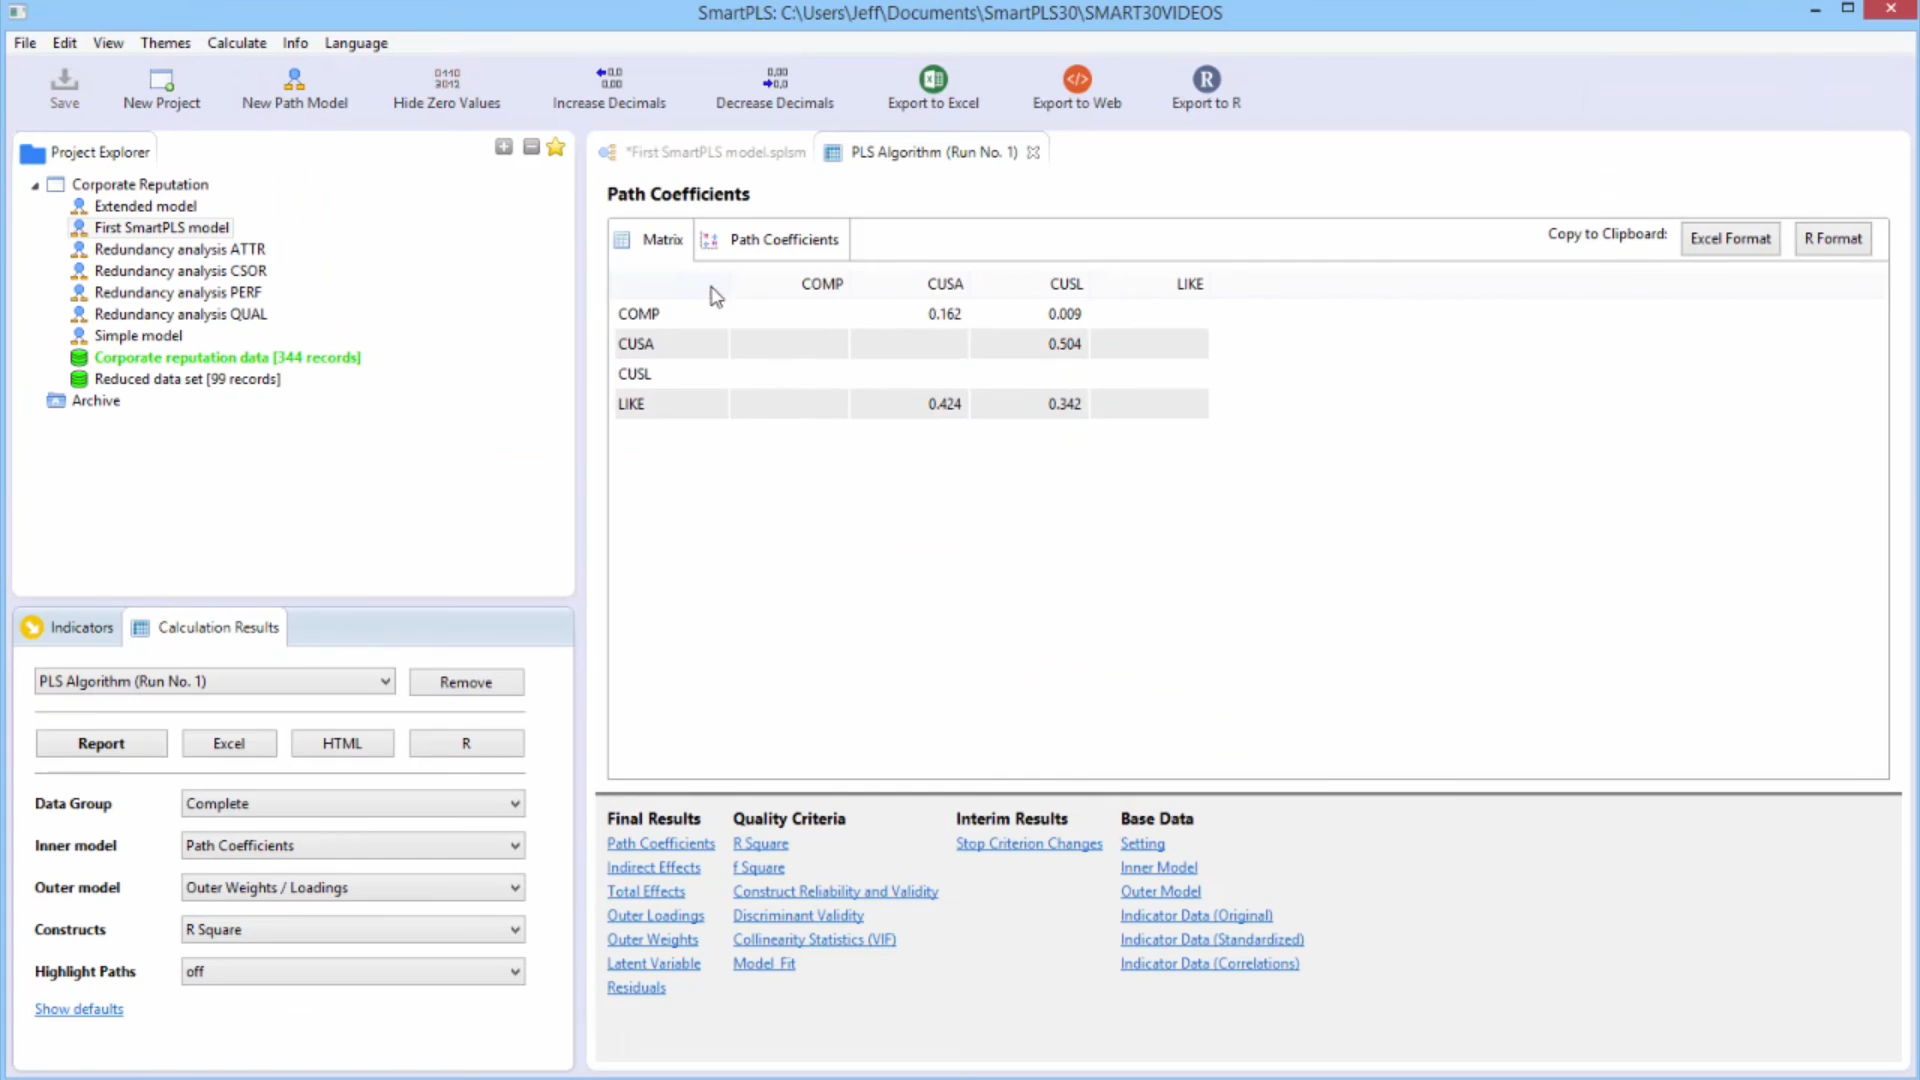 SmartPLS: C:\Users\Jeff\Documents\SmartPLS30\SMART30VIDEOS
File Edit View Themes Calculate Info Language
Save New Project New Path Model Hide Zero Values Increase Decimals Decrease Decimals Export to Excel Export to Web Export to R
Project Explorer
Corporate Reputation
Extended model
First SmartPLS model
Redundancy analysis ATTR
Redundancy analysis CSOR
Redundancy analysis PERF
Redundancy analysis QUAL
Simple model
Corporate reputation data [344 records]
Reduced data set [99 records]
Archive
Indicators Calculation Results
PLS Algorithm (Run No. 1) Remove
Report Excel HTML R
Data Group Complete
Inner model Path Coefficients
Outer model Outer Weights / Loadings
Constructs R Square
Highlight Paths off
Show defaults
*First SmartPLS model.splsm PLS Algorithm (Run No. 1)
Path Coefficients
Matrix Path Coefficients Copy to Clipboard: Excel Format R Format
COMP CUSA CUSL LIKE
COMP 0.162 0.009
CUSA 0.504
CUSL
LIKE 0.424 0.342
Final Results Quality Criteria Interim Results Base Data
Path Coefficients R Square Stop Criterion Changes Setting
Indirect Effects f Square Inner Model
Total Effects Construct Reliability and Validity Outer Model
Outer Loadings Discriminant Validity Indicator Data (Original)
Outer Weights Collinearity Statistics (VIF) Indicator Data (Standardized)
Latent Variable Model_Fit Indicator Data (Correlations)
Residuals